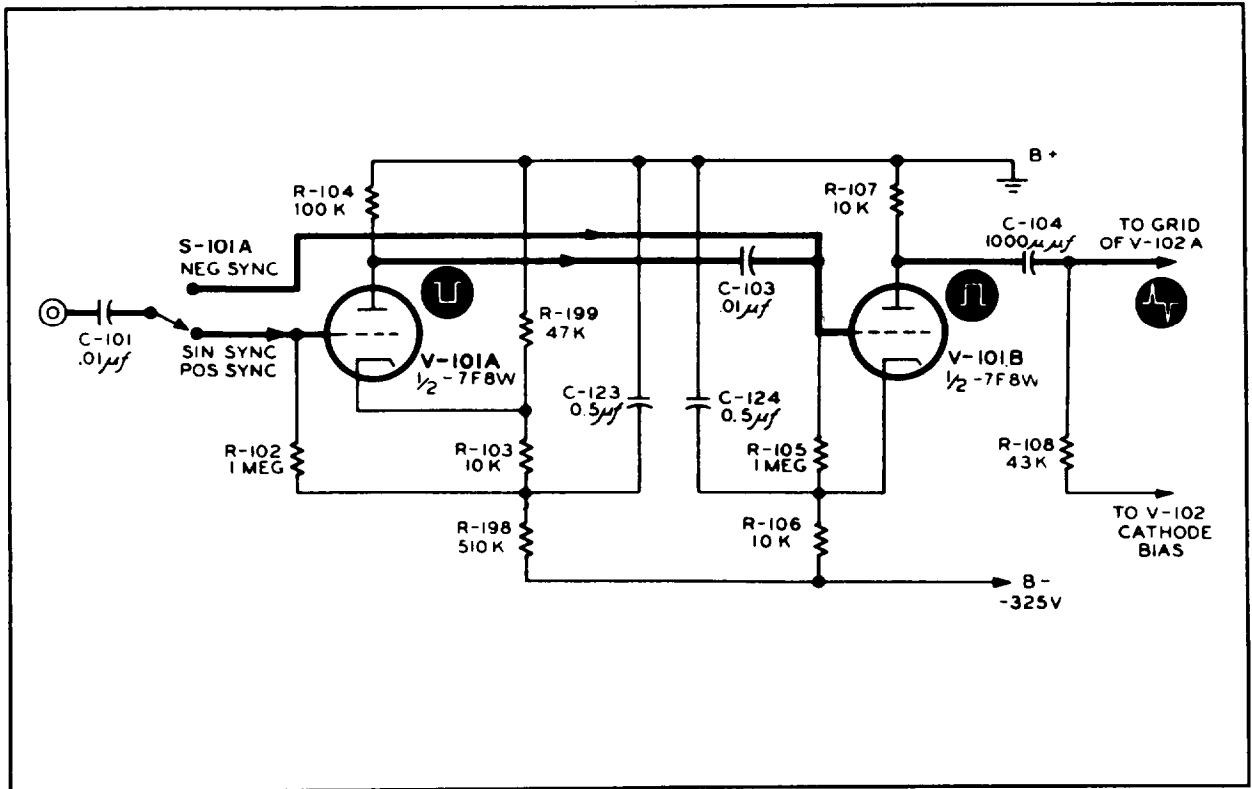 B+
R-104
100 K
R-107
10 K
C-104
1000μμf
TO GRID
OF V-102A
S-101A
NEG SYNC
C-103
.01μf
C-101
.01μf
SIN SYNC
POS SYNC
R-199
47K
V-101A
1/2-7F8W
V-101B
1/2-7F8W
C-123
0.5μf
C-124
0.5μf
R-102
1 MEG
R-103
10 K
R-105
1 MEG
R-108
43 K
R-198
510 K
R-106
10 K
TO V-102
CATHODE
BIAS
B-
-325V